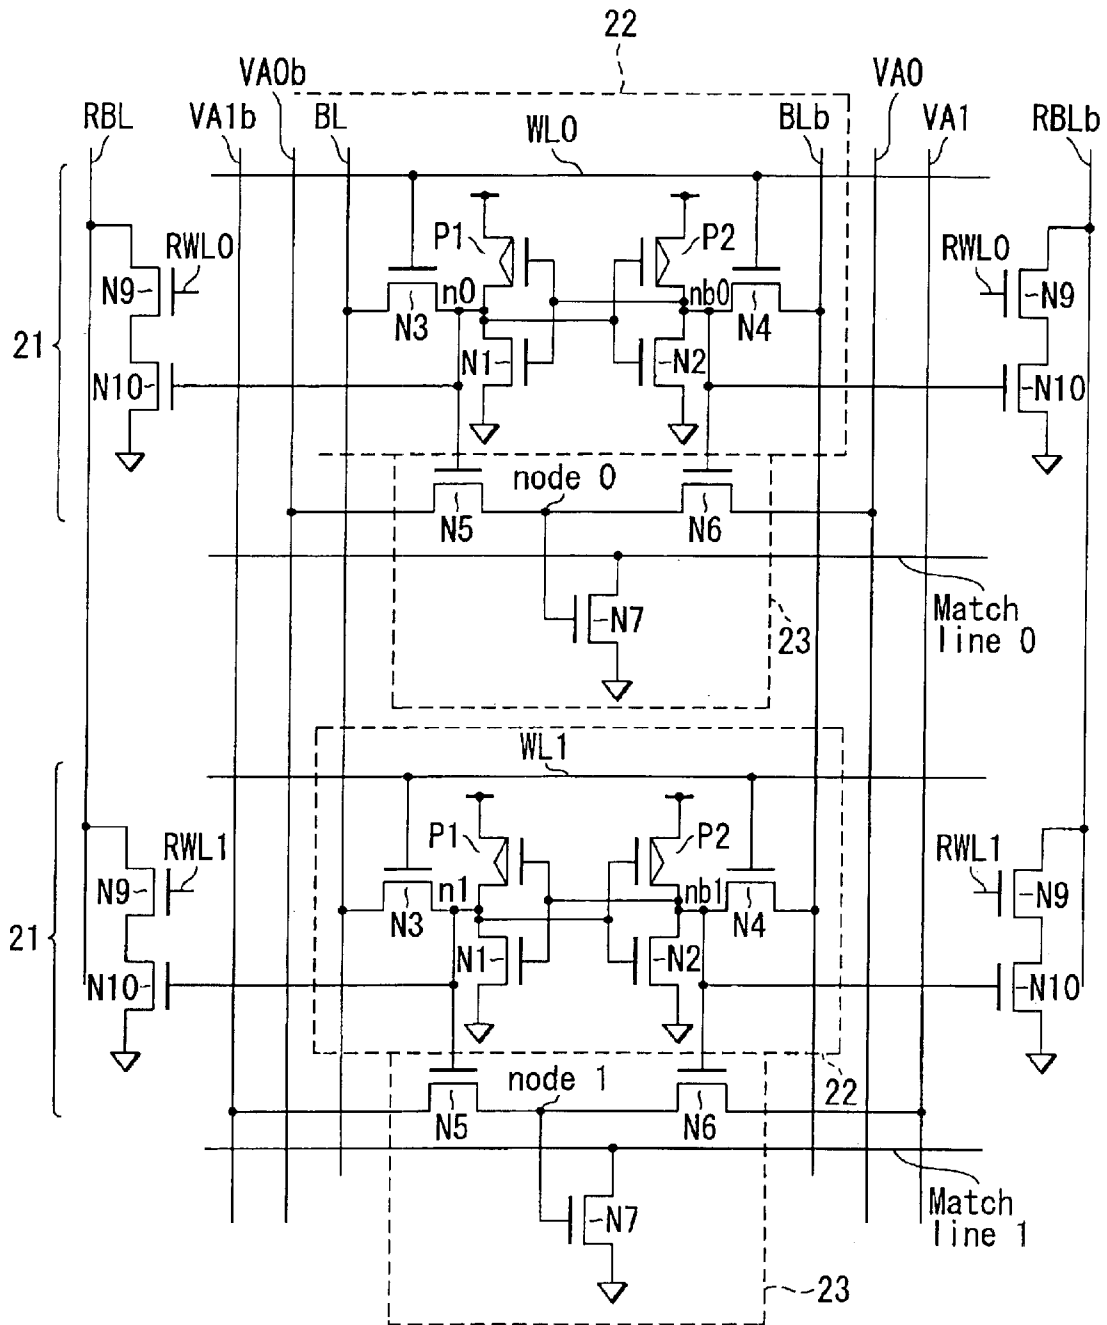 22
VA0b
VA0
RBL
VA1b
BL
WL0
BLb
VA1
RBLb
P1
P2
RWL0
RWL0
N9
n0
nb0
N9
N3
N4
21
N1
N2
N10
N10
node 0
N5
N6
N7
Match
line 0
23
WL1
P1
P2
RWL1
RWL1
N9
n1
nb1
N9
N3
N4
21
N1
N2
N10
N10
node 1
22
N5
N6
N7
Match
line 1
23